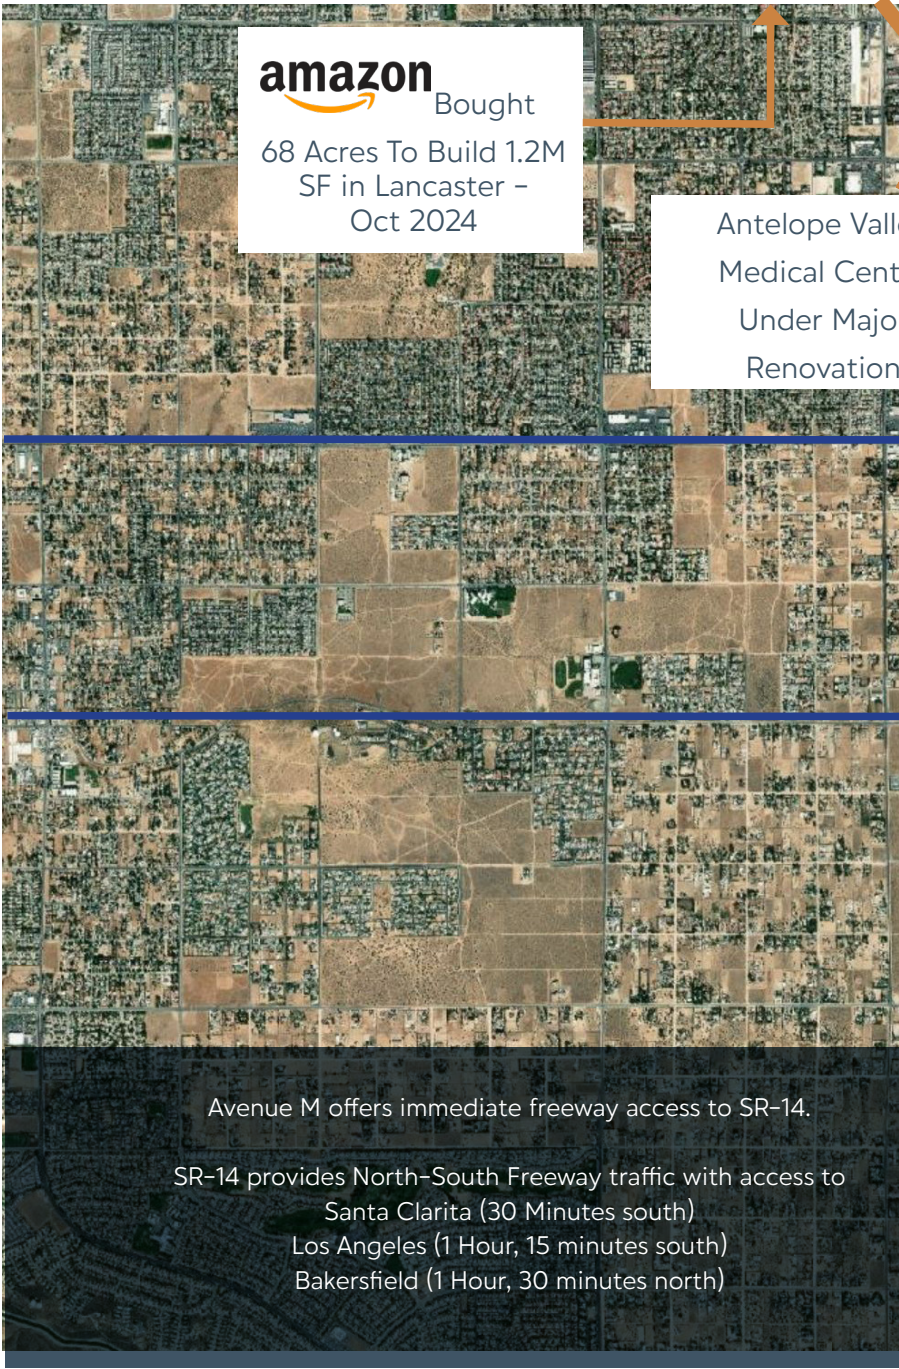 amazon
Bought
68 Acres To Build 1.2M
SF in Lancaster –
Oct 2024
Antelope Vall
Medical Cent
Under Majo
Renovation
Avenue M offers immediate freeway access to SR-14.
SR-14 provides North-South Freeway traffic with access to
Santa Clarita (30 Minutes south)
Los Angeles (1 Hour, 15 minutes south)
Bakersfield (1 Hour, 30 minutes north)